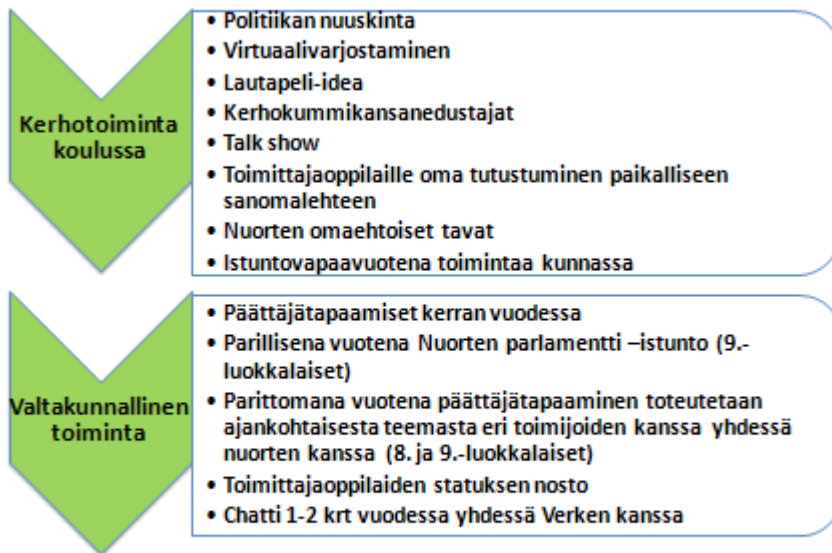 Kerhotoiminta
koulussa
• Politiikan nuuskinta
• Virtuaalivarjostaminen
• Lautapeli-idea
• Kerhokummikansanedustajat
• Talk show
• Toimittajaoppilaille oma tutustuminen paikalliseen
sanomalehteen
• Nuorten omaehtoiset tavat
• Istuntovapaavuotena toimintaa kunnassa
Valtakunnallinen
toiminta
• Päättäjätapaamiset kerran vuodessa
• Parillisena vuotena Nuorten parlamentti –istunto (9.-
luokkalaiset)
• Parittomana vuotena päättäjätapaaminen toteutetaan
ajankohtaisesta teemasta eri toimijoiden kanssa yhdessä
nuorten kanssa (8. ja 9.-luokkalaiset)
• Toimittajaoppilaiden statuksen nosto
• Chatti 1-2 krt vuodessa yhdessä Verken kanssa